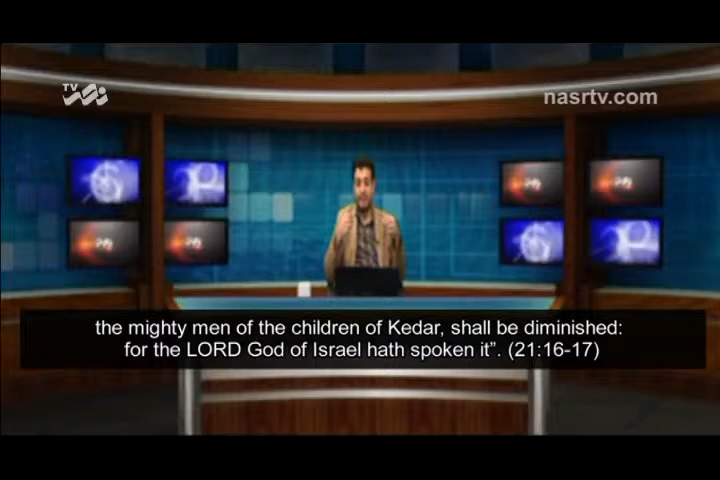 TV
nasrtv.com
the mighty men of the children of Kedar, shall be diminished:
for the LORD God of Israel hath spoken it”. (21:16-17)